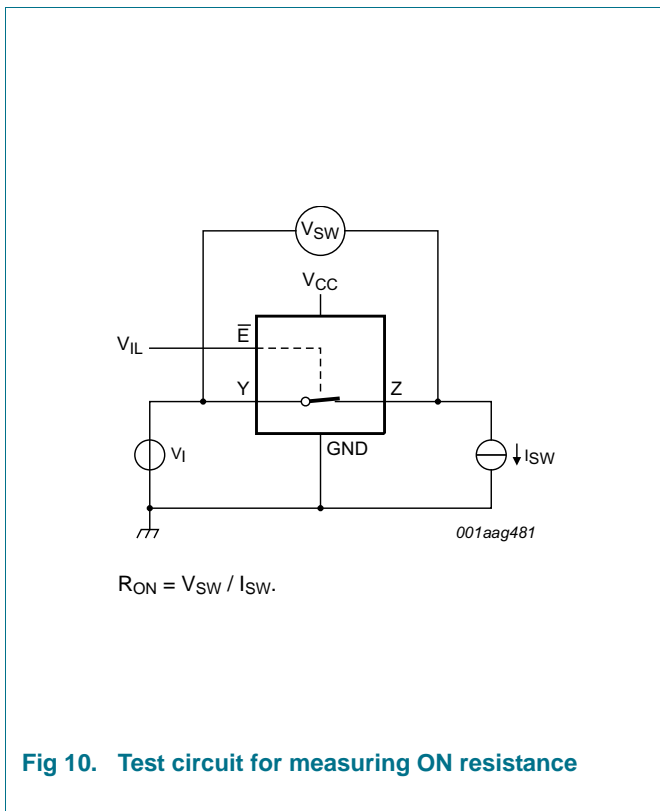 VSW
VCC
E
VIL
Y
Z
GND
VI
ISW
001aag481
RON = VSW / ISW.
Fig 10. Test circuit for measuring ON resistance